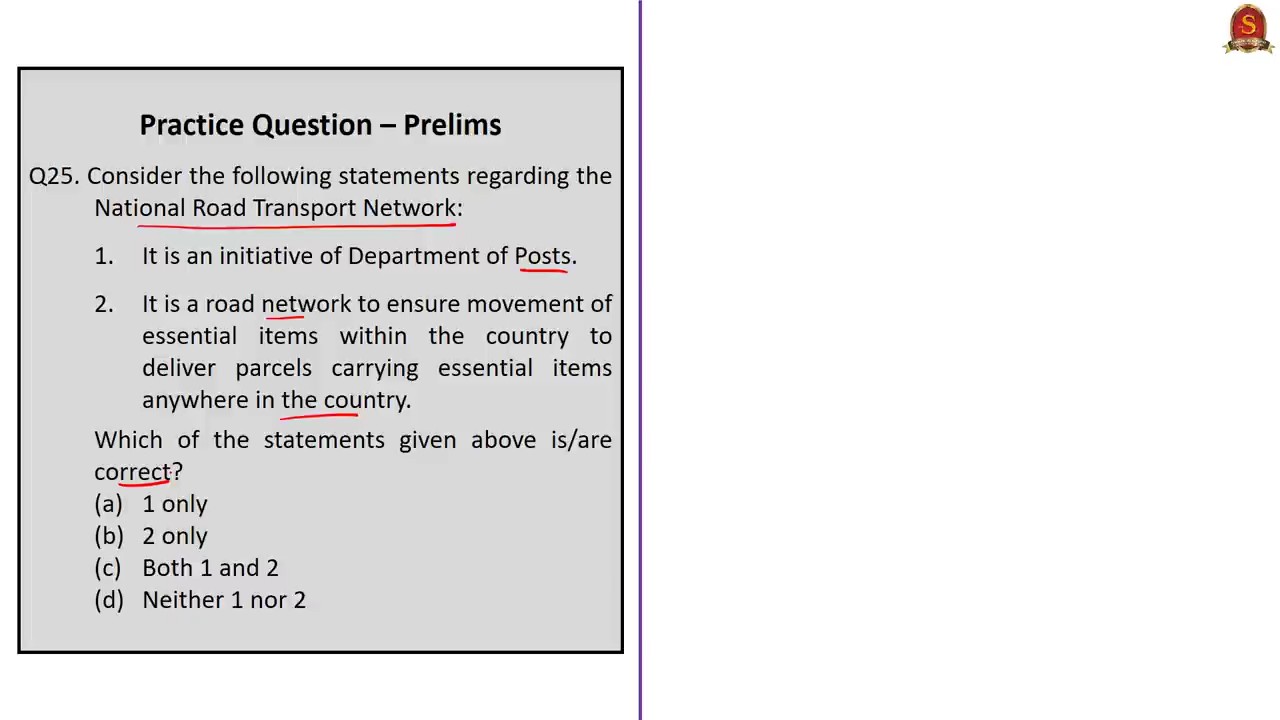 Practice Question – Prelims
Q25. Consider the following statements regarding the
National Road Transport Network:
1. It is an initiative of Department of Posts.
2. It is a road network to ensure movement of
essential items within the country to
deliver parcels carrying essential items
anywhere in the country.
Which of the statements given above is/are
correct?
(a) 1 only
(b) 2 only
(c) Both 1 and 2
(d) Neither 1 nor 2
S